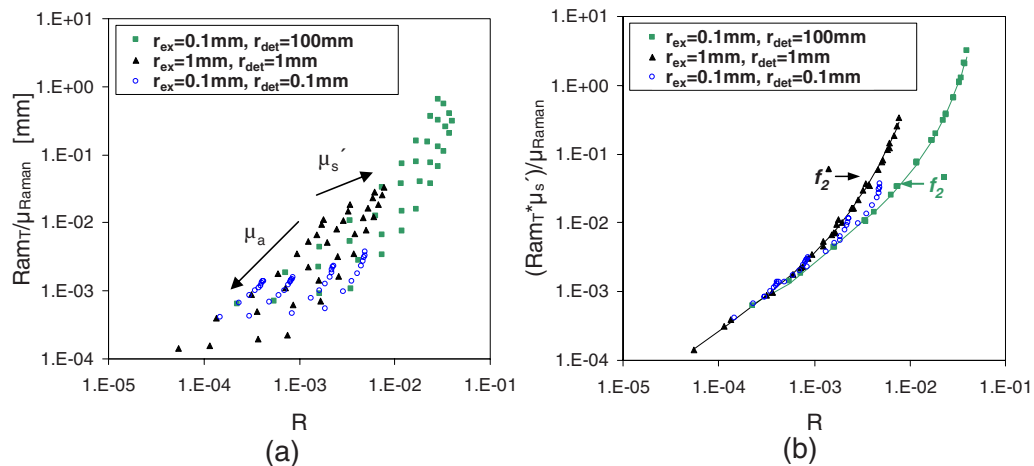 r_ex=0.1mm, r_det=100mm
r_ex=1mm, r_det=1mm
r_ex=0.1mm, r_det=0.1mm
Ram_T/μ_Raman [mm]
1.E+01
1.E+00
1.E-01
1.E-02
1.E-03
1.E-04
μ_s´
μ_a
1.E-05 1.E-04 1.E-03 1.E-02 1.E-01
R
(a)
r_ex=0.1mm, r_det=100mm
r_ex=1mm, r_det=1mm
r_ex=0.1mm, r_det=0.1mm
(Ram_T*μ_s´)/μ_Raman
1.E+01
1.E+00
1.E-01
1.E-02
1.E-03
1.E-04
f_2
f_2
1.E-05 1.E-04 1.E-03 1.E-02 1.E-01
R
(b)